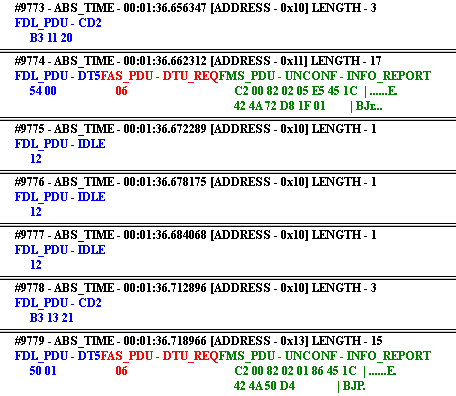 #9773 - ABS_TIME - 00:01:36.656347 [ADDRESS - 0x10] LENGTH - 3
FDL_PDU - CD2
B3 11 20
#9774 - ABS_TIME - 00:01:36.662312 [ADDRESS - 0x11] LENGTH - 17
FDL_PDU - DT5FAS_PDU - DTU_REQFMS_PDU - UNCONF - INFO_REPORT
54 00 06 C2 00 82 02 05 E5 45 1C | ......E.
42 4A 72 D8 1F 01 | BJr...
#9775 - ABS_TIME - 00:01:36.672289 [ADDRESS - 0x10] LENGTH - 1
FDL_PDU - IDLE
12
#9776 - ABS_TIME - 00:01:36.678175 [ADDRESS - 0x10] LENGTH - 1
FDL_PDU - IDLE
12
#9777 - ABS_TIME - 00:01:36.684068 [ADDRESS - 0x10] LENGTH - 1
FDL_PDU - IDLE
12
#9778 - ABS_TIME - 00:01:36.712896 [ADDRESS - 0x10] LENGTH - 3
FDL_PDU - CD2
B3 13 21
#9779 - ABS_TIME - 00:01:36.718966 [ADDRESS - 0x13] LENGTH - 15
FDL_PDU - DT5FAS_PDU - DTU_REQFMS_PDU - UNCONF - INFO_REPORT
50 01 06 C2 00 82 02 01 86 45 1C | ......E.
42 4A 50 D4 | BJP.